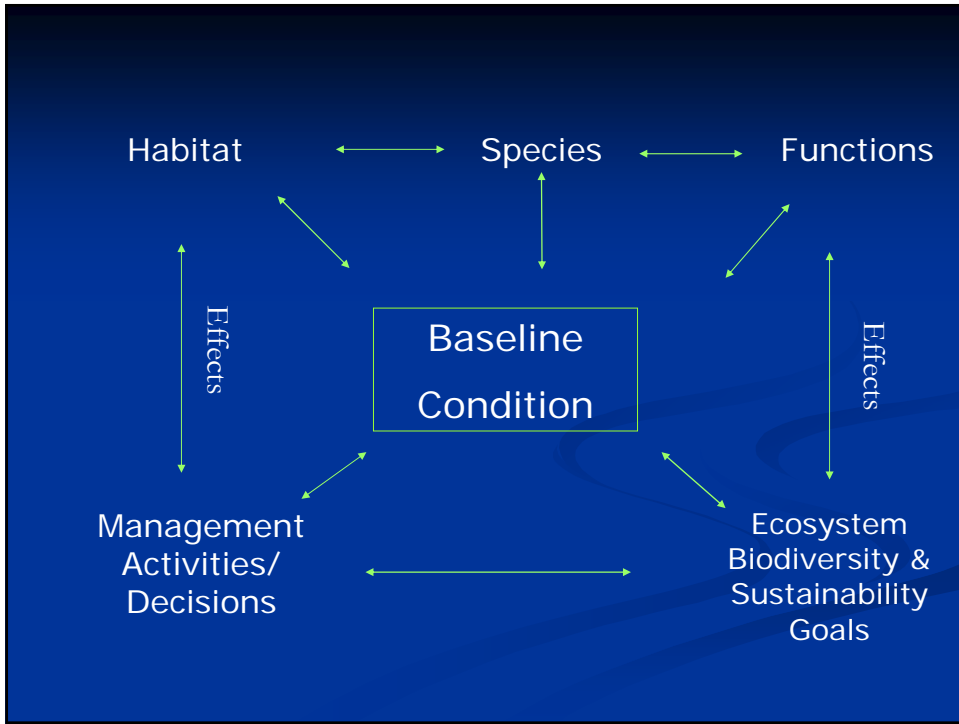 Habitat
Species
Functions
Effects
Baseline
Condition
Effects
Management
Activities/
Decisions
Ecosystem
Biodiversity &
Sustainability
Goals